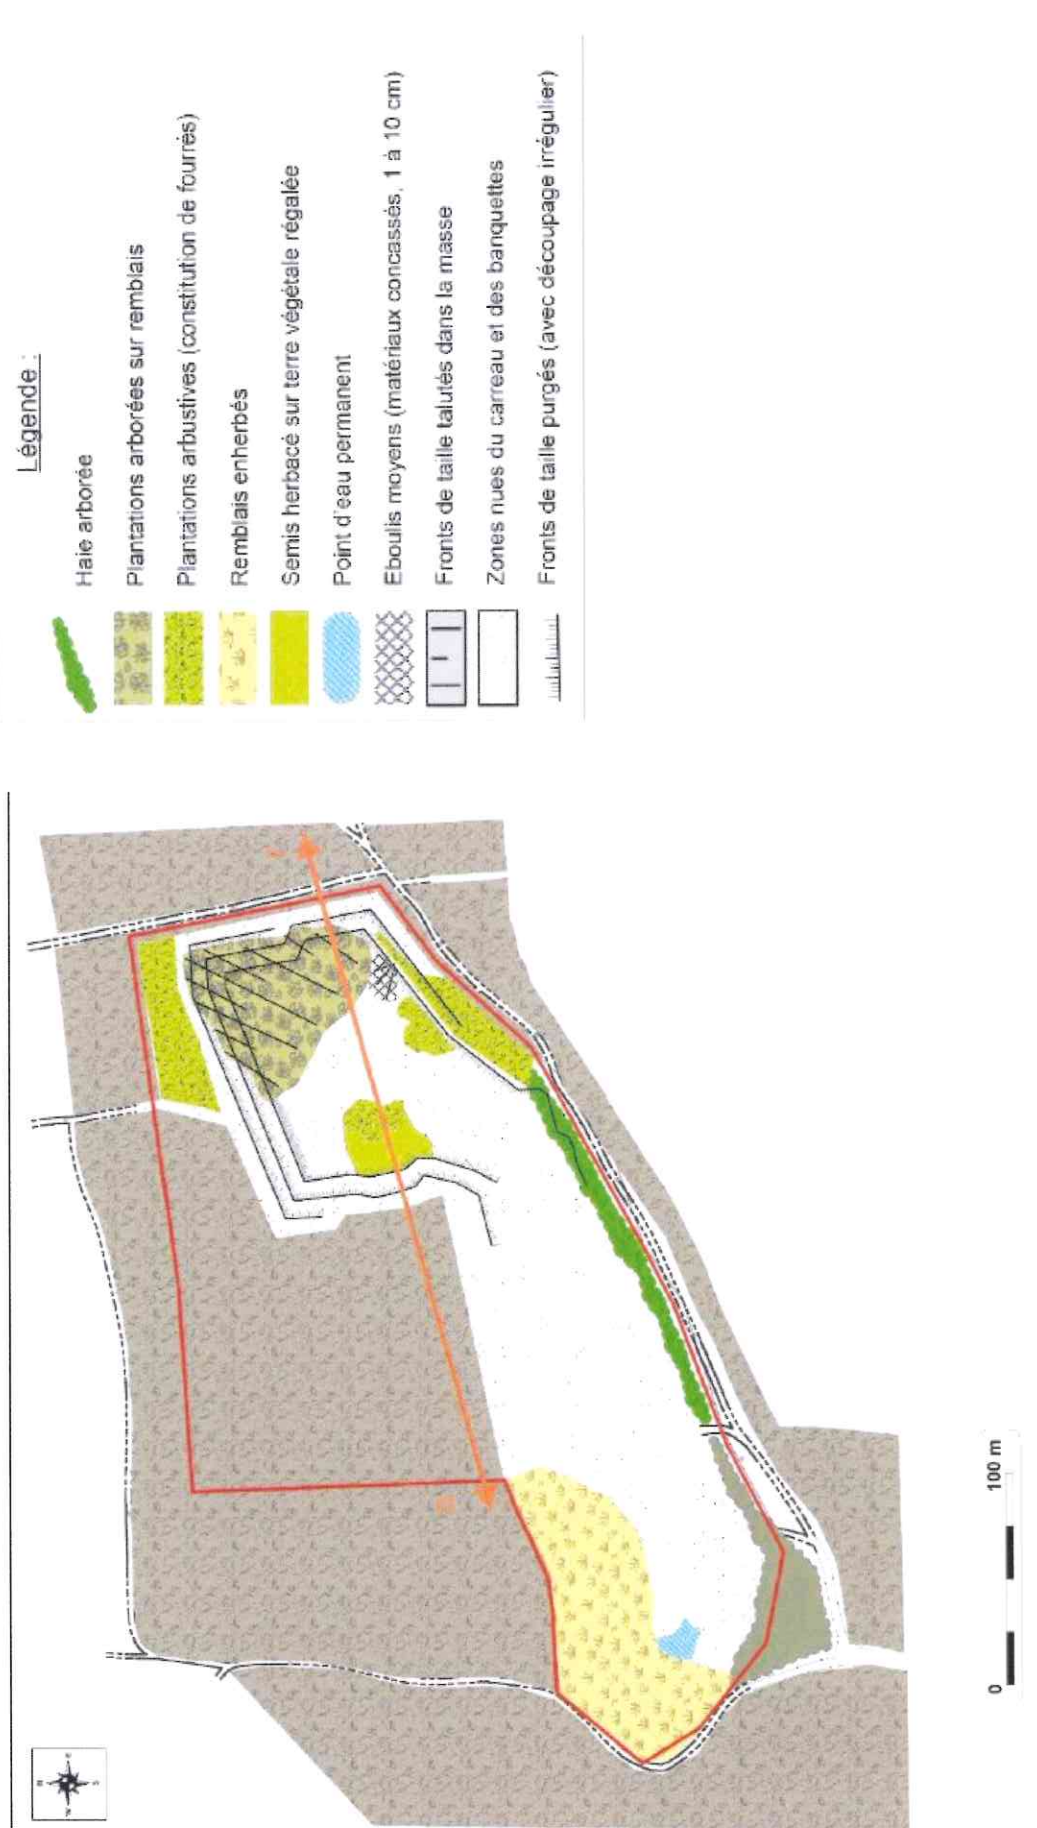 Légende :
Haie arborée
Plantations arborées sur remblais
Plantations arbustives (constitution de fourrés)
Remblais enherbés
Semis herbacé sur terre végétale régalée
Point d'eau permanent
Eboulis moyens (matériaux concassés, 1 à 10 cm)
Fronts de taille talutés dans la masse
Zones nues du carreau et des banquettes
Fronts de taille purgés (avec découpage irrégulier)
0
100 m